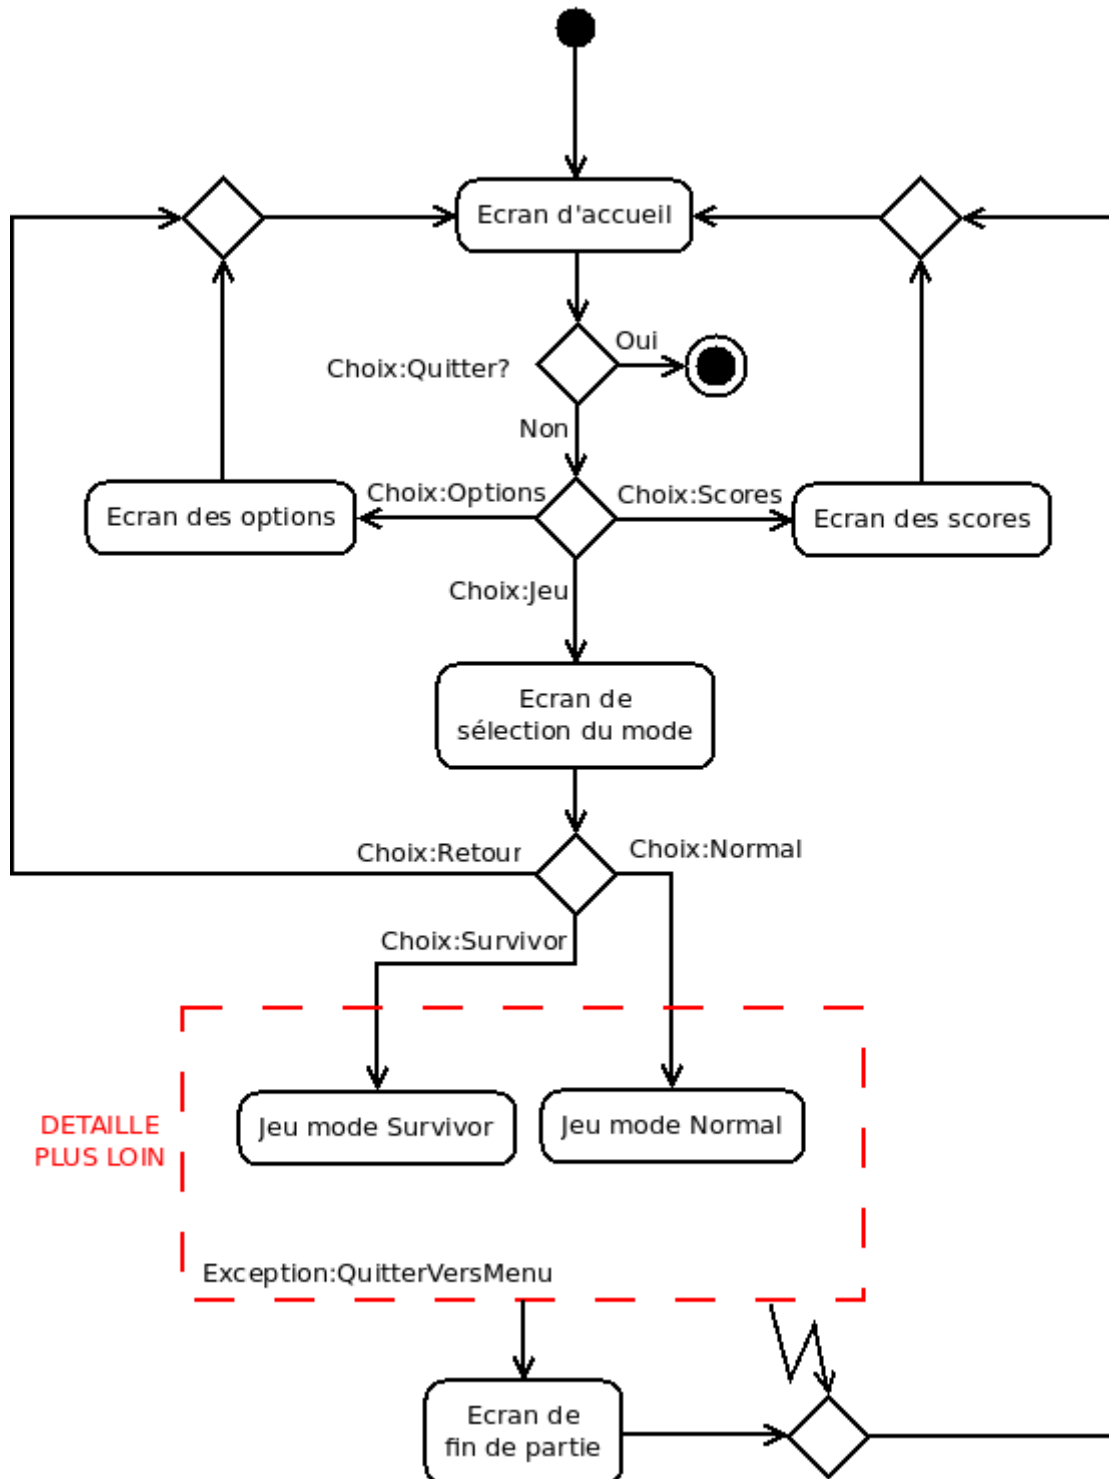 Ecran d'accueil
Oui
Choix:Quitter?
Non
Choix:Options
Choix:Scores
Ecran des options
Ecran des scores
Choix:Jeu
Ecran de
sélection du mode
Choix:Retour
Choix:Normal
Choix:Survivor
DETAILLE
PLUS LOIN
Jeu mode Survivor
Jeu mode Normal
Exception:QuitterVersMenu
Ecran de
fin de partie